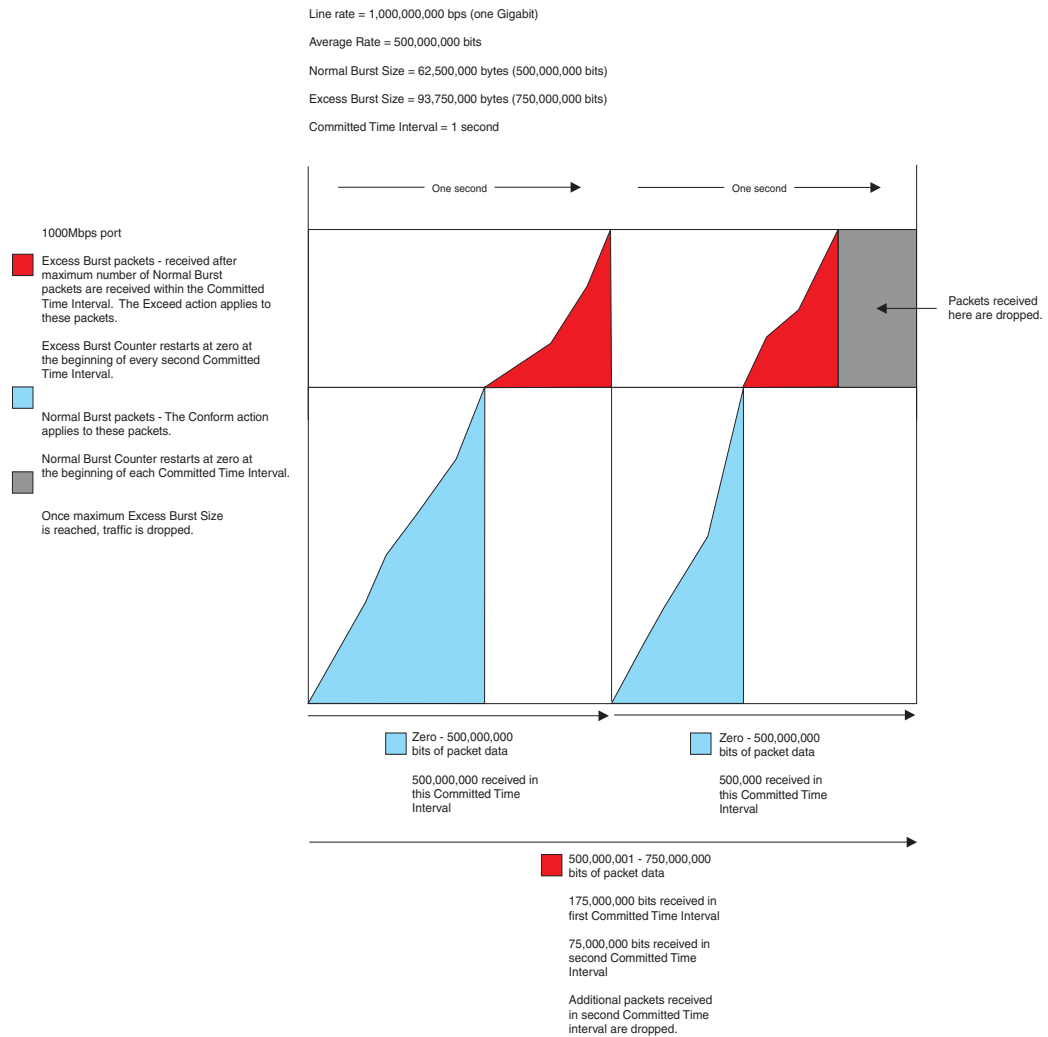 Line rate = 1,000,000,000 bps (one Gigabit)
Average Rate = 500,000,000 bits
Normal Burst Size = 62,500,000 bytes (500,000,000 bits)
Excess Burst Size = 93,750,000 bytes (750,000,000 bits)
Committed Time Interval = 1 second
One second
One second
1000Mbps port
Excess Burst packets - received after
maximum number of Normal Burst
packets are received within the Committed
Time Interval. The Exceed action applies to
these packets.
Excess Burst Counter restarts at zero at
the beginning of every second Committed
Time Interval.
Normal Burst packets - The Conform action
applies to these packets.
Normal Burst Counter restarts at zero at
the beginning of each Committed Time Interval.
Once maximum Excess Burst Size
is reached, traffic is dropped.
Packets received
here are dropped.
Zero - 500,000,000
bits of packet data
500,000,000 received in
this Committed Time
Interval
Zero - 500,000,000
bits of packet data
500,000 received in
this Committed Time
Interval
500,000,001 - 750,000,000
bits of packet data
175,000,000 bits received in
first Committed Time Interval
75,000,000 bits received in
second Committed Time
Interval
Additional packets received
in second Committed Time
interval are dropped.